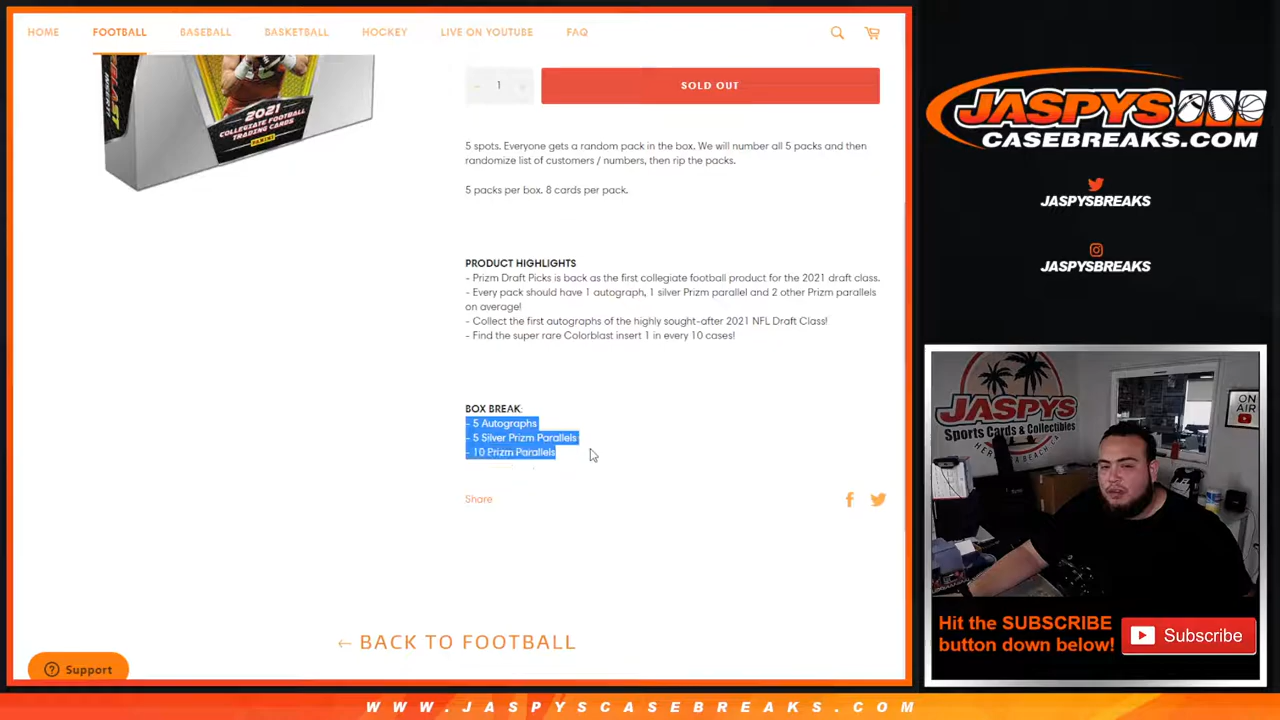 HOME FOOTBALL BASEBALL BASKETBALL HOCKEY LIVE ON YOUTUBE FAQ
2021
COLLEGIATE FOOTBALL
TRADING CARDS
PANINI
1
SOLD OUT
5 spots. Everyone gets a random pack in the box. We will number all 5 packs and then
randomize list of customers / numbers, then rip the packs.
5 packs per box. 8 cards per pack.
PRODUCT HIGHLIGHTS
- Prizm Draft Picks is back as the first collegiate football product for the 2021 draft class.
- Every pack should have 1 autograph, 1 silver Prizm parallel and 2 other Prizm parallels
on average!
- Collect the first autographs of the highly sought-after 2021 NFL Draft Class!
- Find the super rare Colorblast insert 1 in every 10 cases!
BOX BREAK:
- 5 Autographs
- 5 Silver Prizm Parallels
- 10 Prizm Parallels
Share
← BACK TO FOOTBALL
? Support
JASPYS
CASEBREAKS.COM
JASPYSBREAKS
JASPYSBREAKS
JASPYS
Sports Cards & Collectibles
ON
AIR
Hit the SUBSCRIBE
button down below!
Subscribe
WWW.JASPYSCASEBREAKS.COM